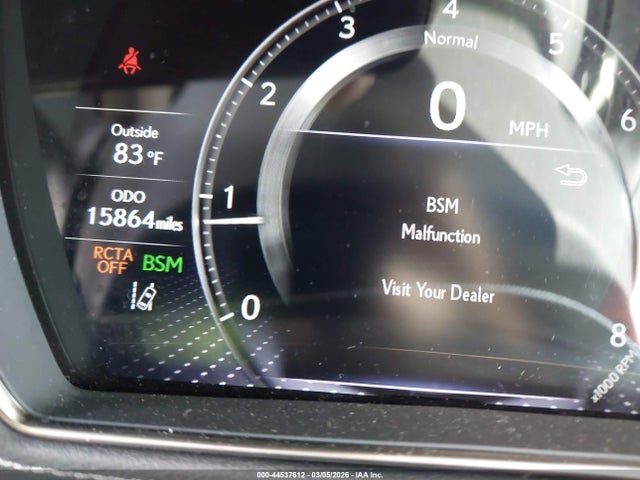 4
3
Normal
5
2
0
MPH
6
Outside
83 °F
ODO
1
BSM
15864 miles
Malfunction
RCTA
OFF
BSM
Visit Your Dealer
0
8
x1000 RPM
000-44537612 - 03/05/2026 - IAA Inc.